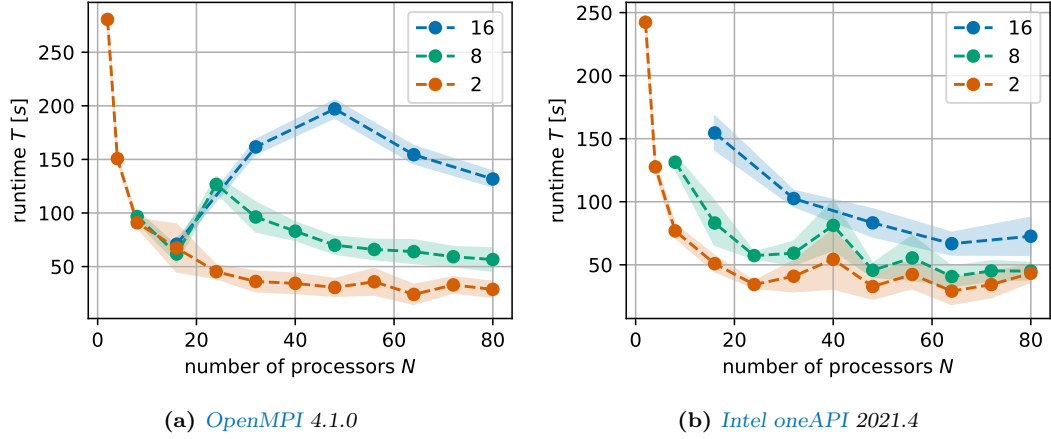 250
200
150
100
50
runtime T [s]
0 20 40 60 80
number of processors N
16
8
2
(a) OpenMPI 4.1.0
250
200
150
100
50
runtime T [s]
0 20 40 60 80
number of processors N
16
8
2
(b) Intel oneAPI 2021.4